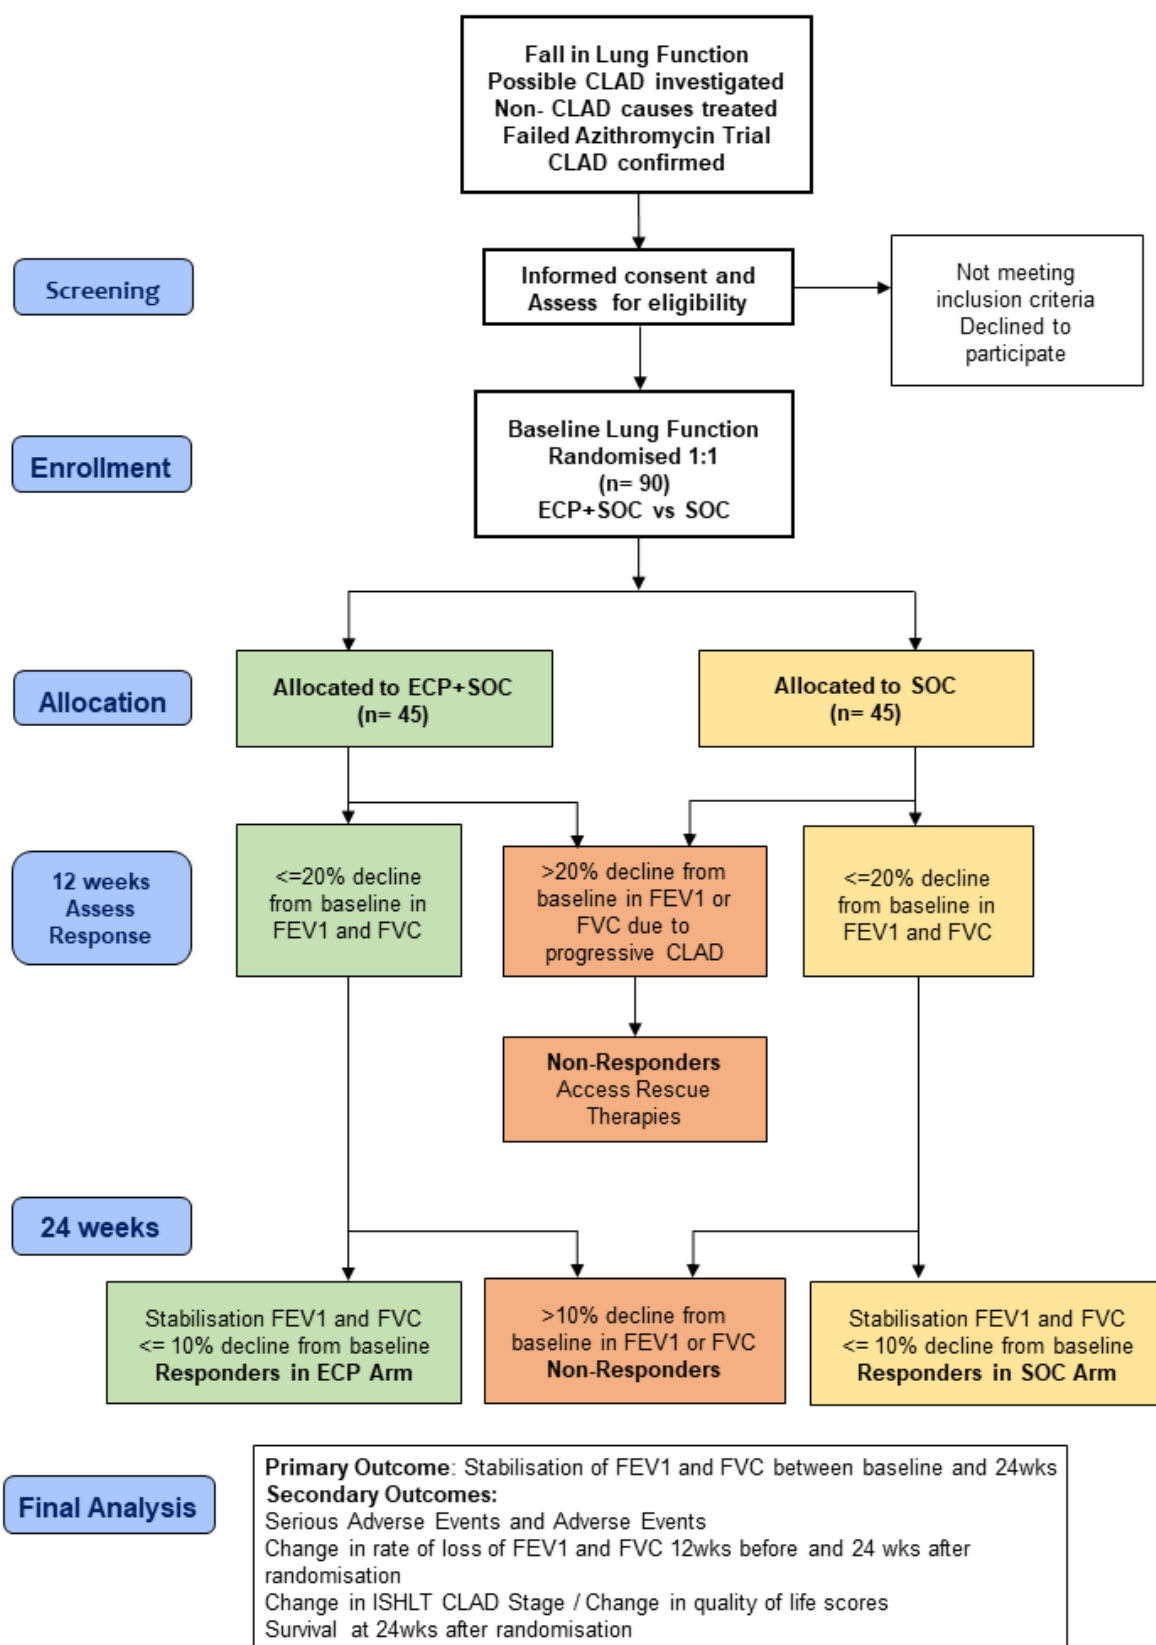 Fall in Lung Function
Possible CLAD investigated
Non- CLAD causes treated
Failed Azithromycin Trial
CLAD confirmed
Screening
Informed consent and
Assess for eligibility
Not meeting
inclusion criteria
Declined to
participate
Enrollment
Baseline Lung Function
Randomised 1:1
(n= 90)
ECP+SOC vs SOC
Allocation
Allocated to ECP+SOC
(n= 45)
Allocated to SOC
(n= 45)
12 weeks
Assess
Response
<=20% decline
from baseline in
FEV1 and FVC
>20% decline from
baseline in FEV1 or
FVC due to
progressive CLAD
<=20% decline
from baseline in
FEV1 and FVC
Non-Responders
Access Rescue
Therapies
24 weeks
Stabilisation FEV1 and FVC
<= 10% decline from baseline
Responders in ECP Arm
>10% decline from
baseline in FEV1 or FVC
Non-Responders
Stabilisation FEV1 and FVC
<= 10% decline from baseline
Responders in SOC Arm
Final Analysis
Primary Outcome: Stabilisation of FEV1 and FVC between baseline and 24wks
Secondary Outcomes:
Serious Adverse Events and Adverse Events
Change in rate of loss of FEV1 and FVC 12wks before and 24 wks after
randomisation
Change in ISHLT CLAD Stage / Change in quality of life scores
Survival at 24wks after randomisation